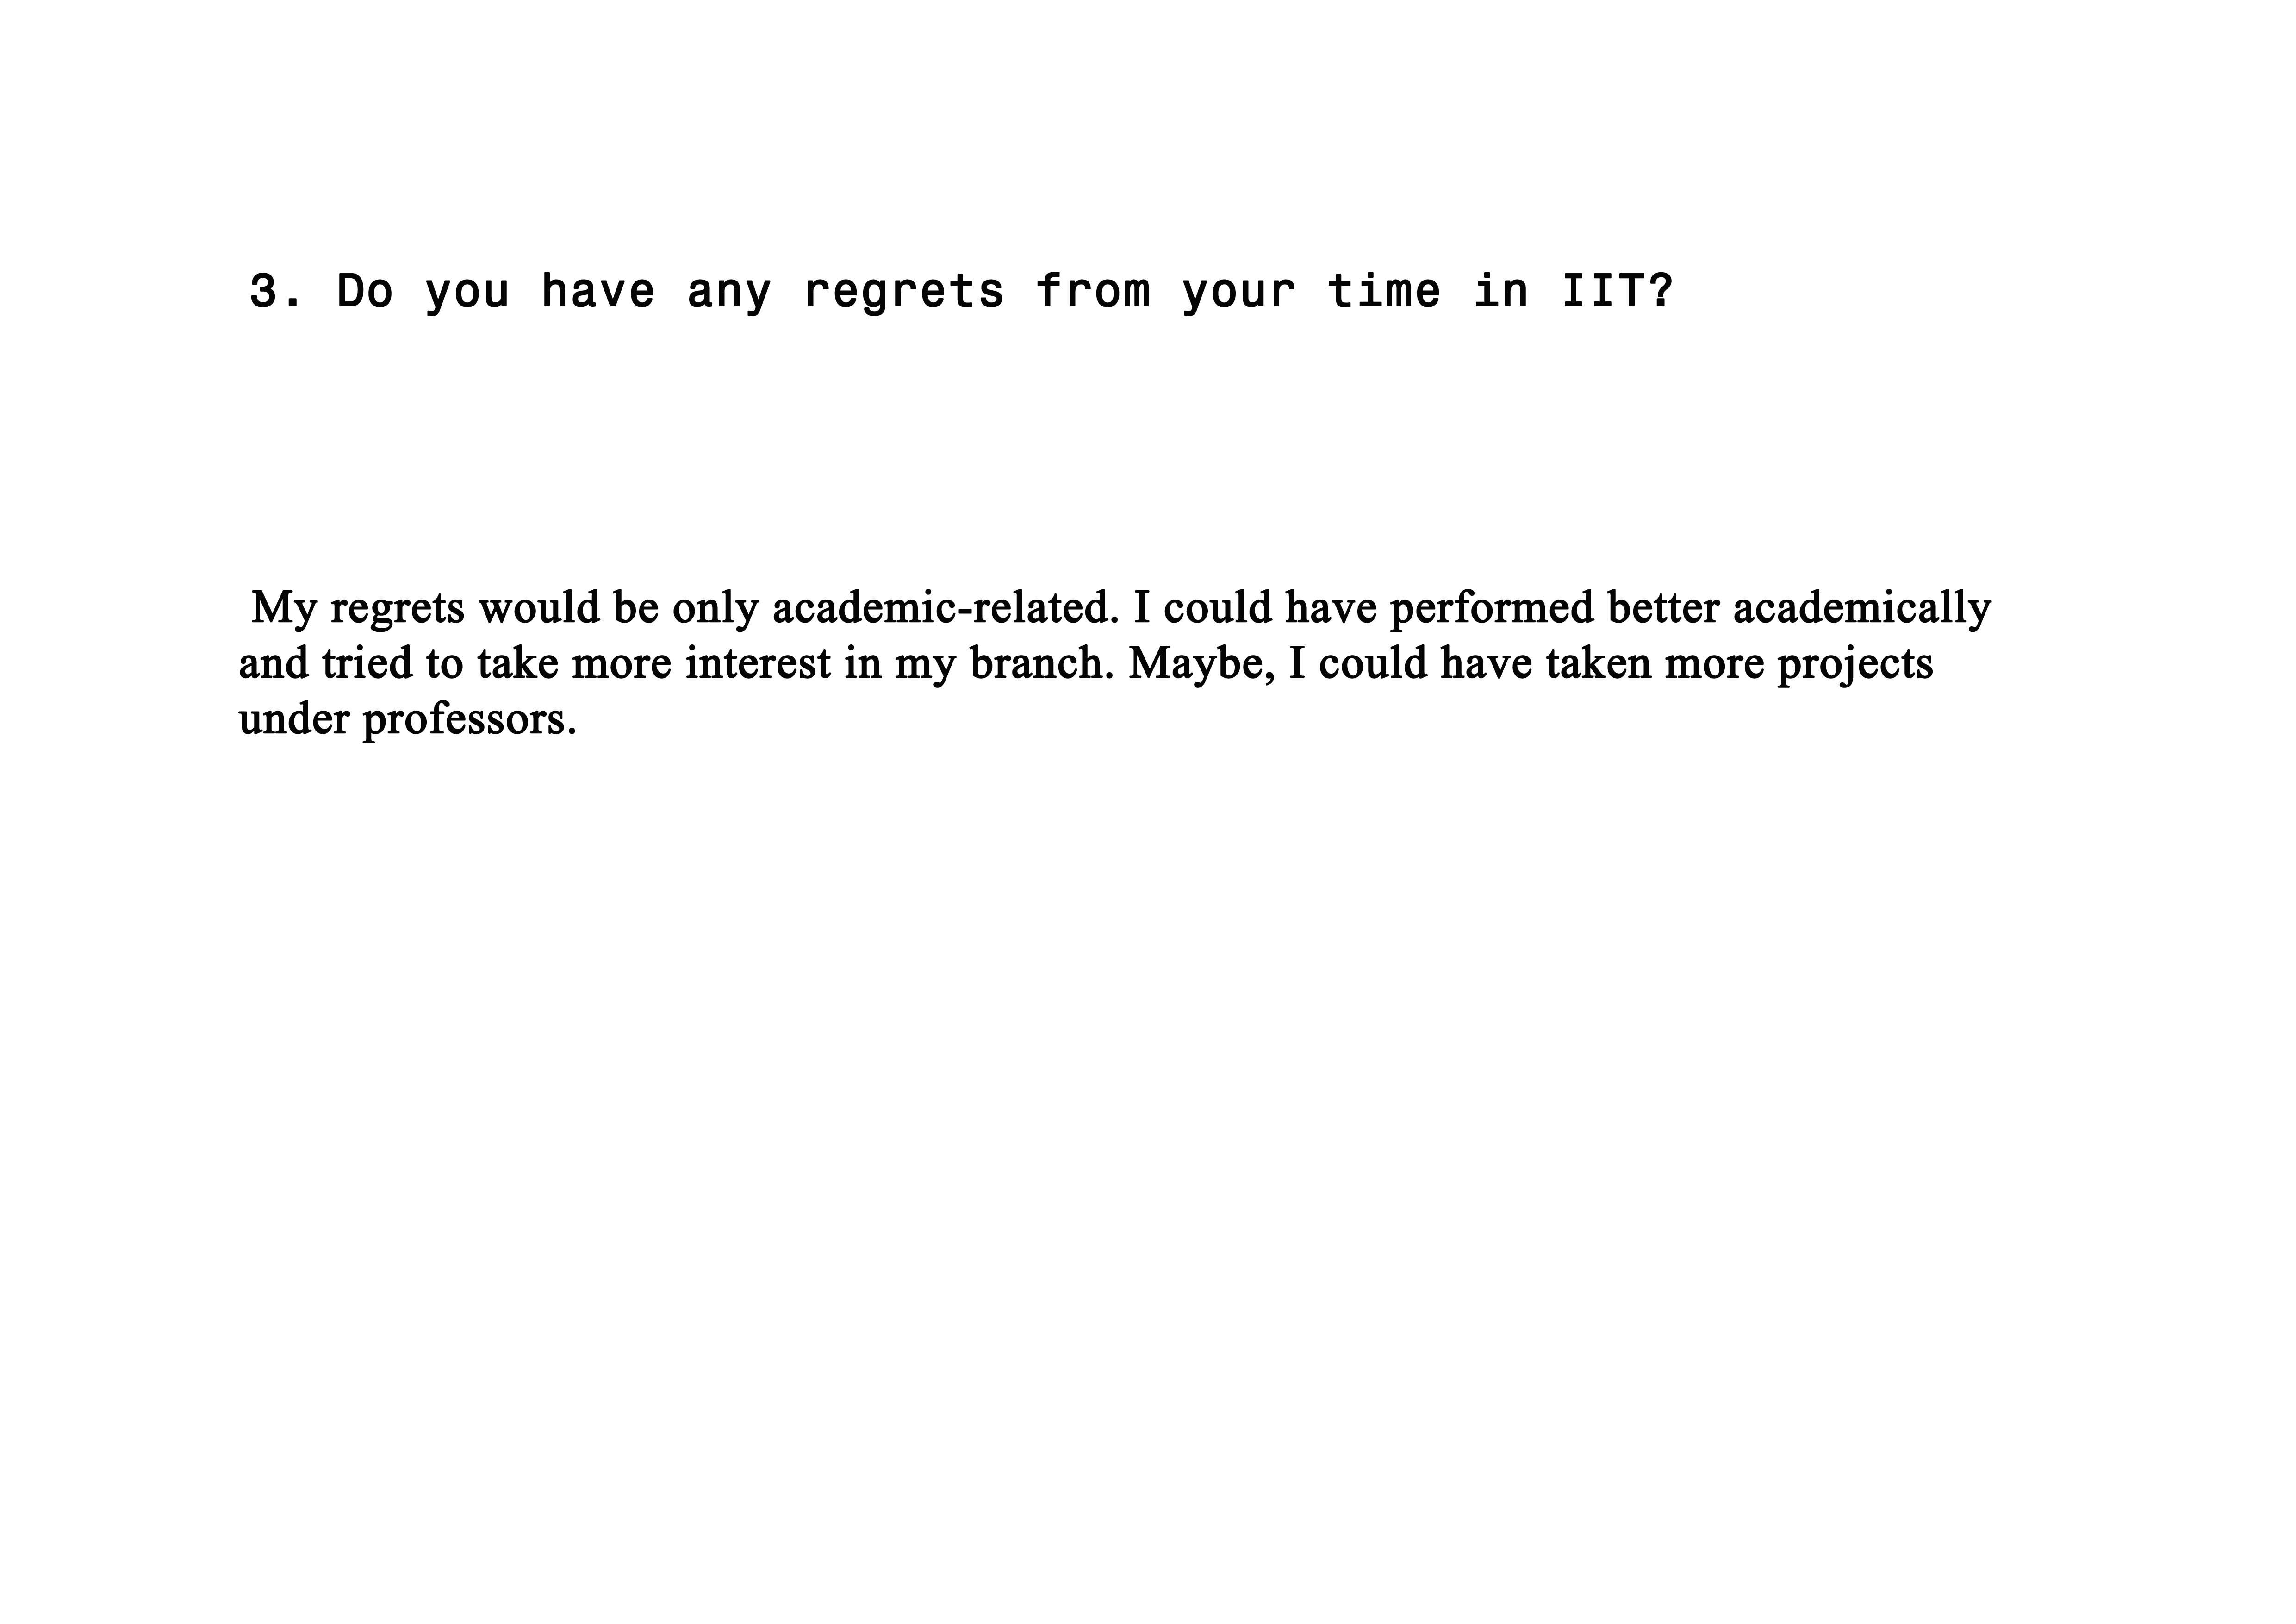 3. Do you have any regrets from your time in IIT?
My regrets would be only academic-related. I could have performed better academically
and tried to take more interest in my branch. Maybe, I could have taken more projects
under professors.